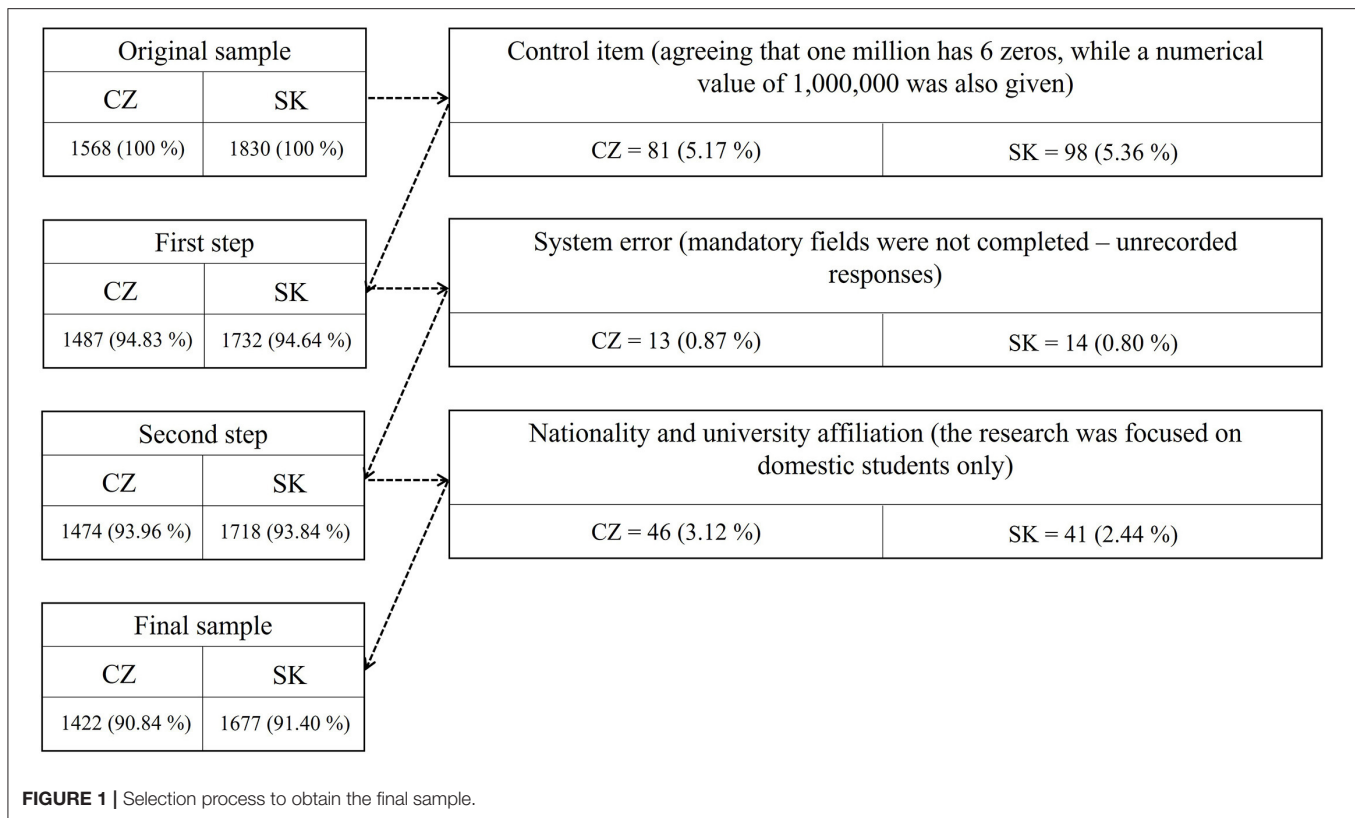 Original sample
CZ SK
1568 (100 %) 1830 (100 %)
Control item (agreeing that one million has 6 zeros, while a numerical
value of 1,000,000 was also given)
CZ = 81 (5.17 %) SK = 98 (5.36 %)
First step
CZ SK
1487 (94.83 %) 1732 (94.64 %)
System error (mandatory fields were not completed – unrecorded
responses)
CZ = 13 (0.87 %) SK = 14 (0.80 %)
Second step
CZ SK
1474 (93.96 %) 1718 (93.84 %)
Nationality and university affiliation (the research was focused on
domestic students only)
CZ = 46 (3.12 %) SK = 41 (2.44 %)
Final sample
CZ SK
1422 (90.84 %) 1677 (91.40 %)
FIGURE 1 | Selection process to obtain the final sample.